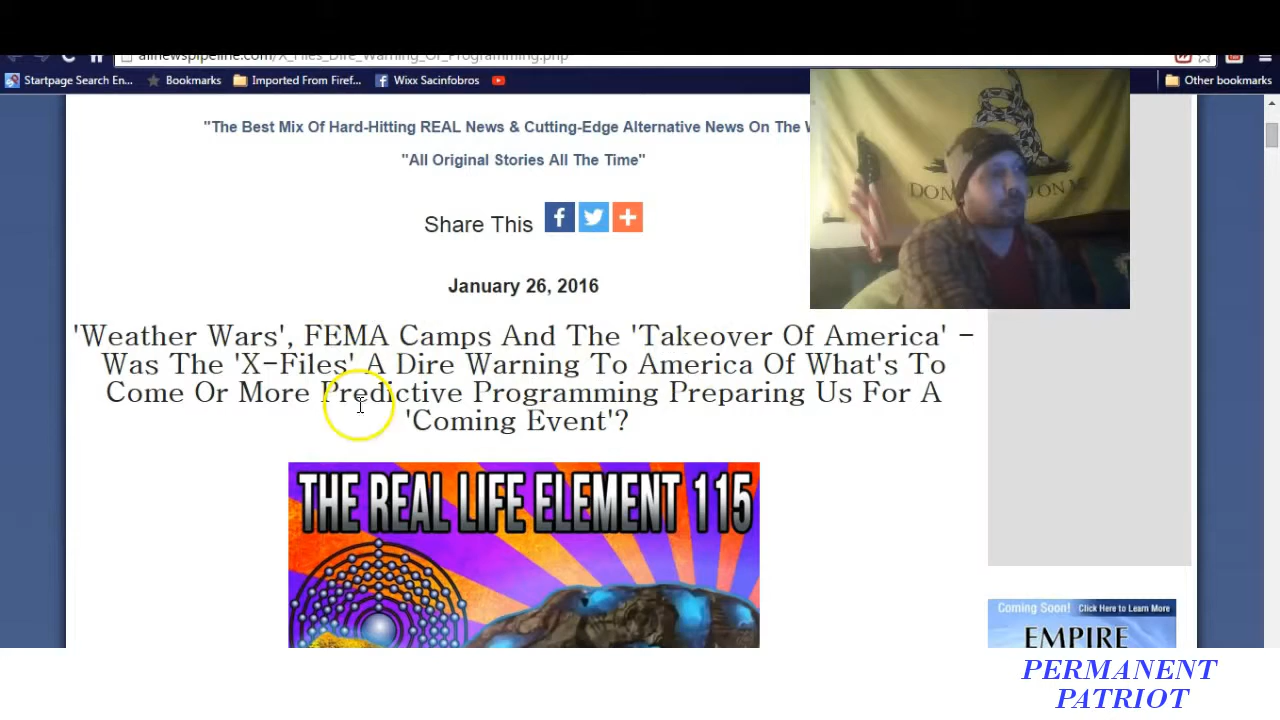 allnewspipeline.com/X_Files_Dire_Warning_Of_Programming.php
Startpage Search En...
Bookmarks
Imported From Firef...
Wixx Sacinfobros
Other bookmarks
"The Best Mix Of Hard-Hitting REAL News & Cutting-Edge Alternative News On The W
"All Original Stories All The Time"
Share This
January 26, 2016
'Weather Wars', FEMA Camps And The 'Takeover Of America' -
Was The 'X-Files' A Dire Warning To America Of What's To
Come Or More Predictive Programming Preparing Us For A
'Coming Event'?
THE REAL LIFE ELEMENT 115
DON ON ME
Coming Soon! Click Here to Learn More
EMPIRE
PERMANENT
PATRIOT